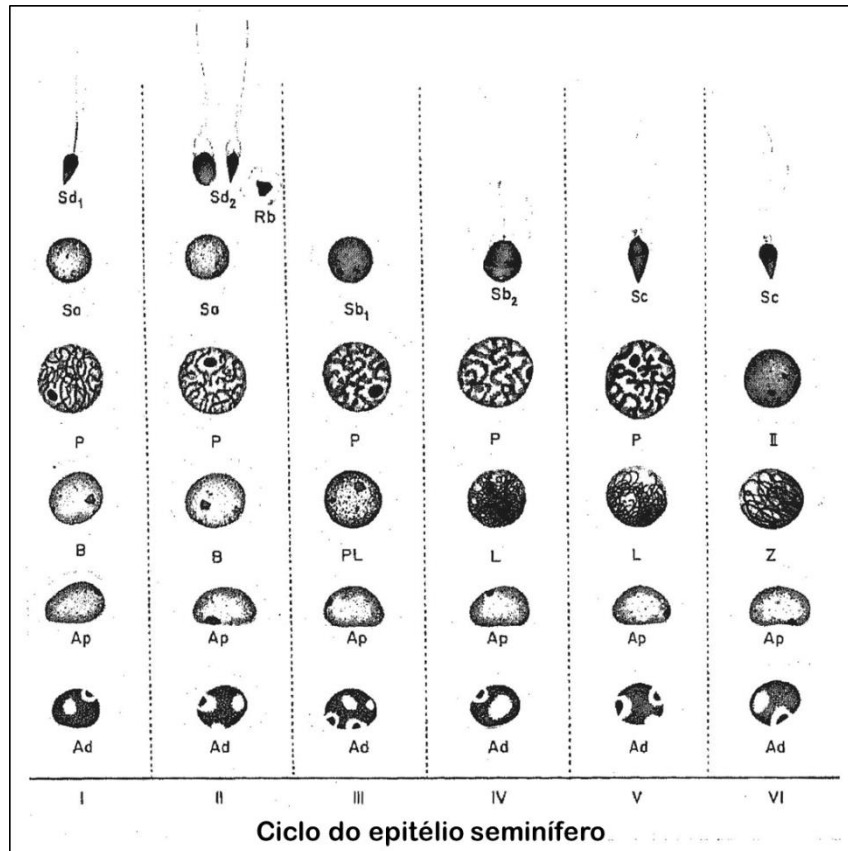 Sd₁ Sd₂ Rb
Sa Sa Sb₁ Sb₂ Sc Sc
P P P P P II
B B PL L L Z
Ap Ap Ap Ap Ap Ap
Ad Ad Ad Ad Ad Ad
I II III IV V VI
Ciclo do epitélio seminífero